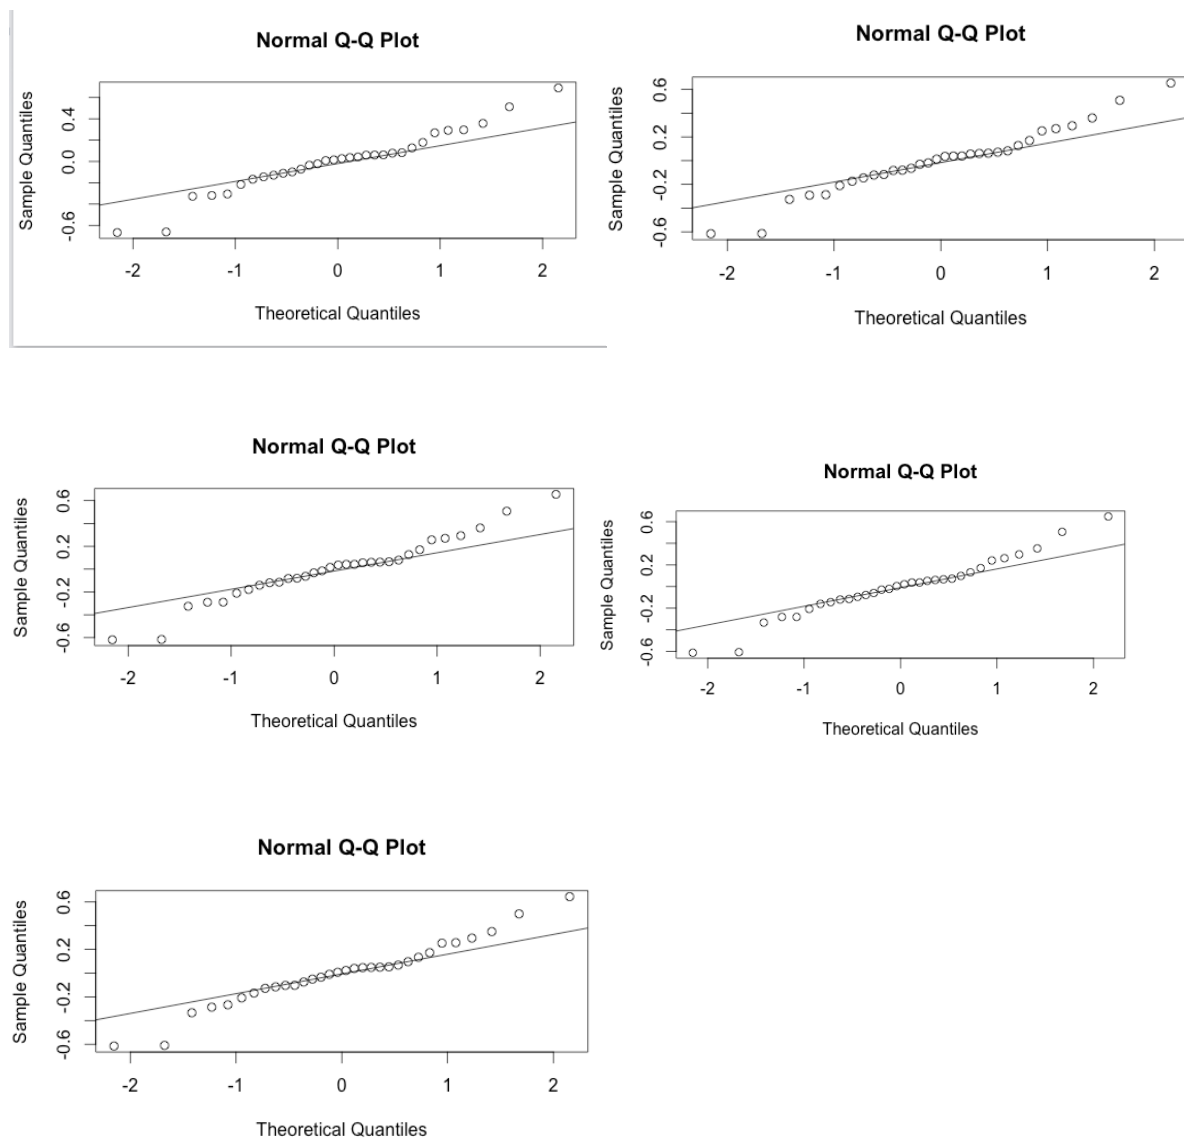 Normal Q-Q Plot
Sample Quantiles
-0.6 0.0 0.4
-2 -1 0 1 2
Theoretical Quantiles
Normal Q-Q Plot
Sample Quantiles
-0.6 -0.2 0.2 0.6
-2 -1 0 1 2
Theoretical Quantiles
Normal Q-Q Plot
Sample Quantiles
-0.6 -0.2 0.2 0.6
-2 -1 0 1 2
Theoretical Quantiles
Normal Q-Q Plot
Sample Quantiles
-0.6 -0.2 0.2 0.6
-2 -1 0 1 2
Theoretical Quantiles
Normal Q-Q Plot
Sample Quantiles
-0.6 -0.2 0.2 0.6
-2 -1 0 1 2
Theoretical Quantiles